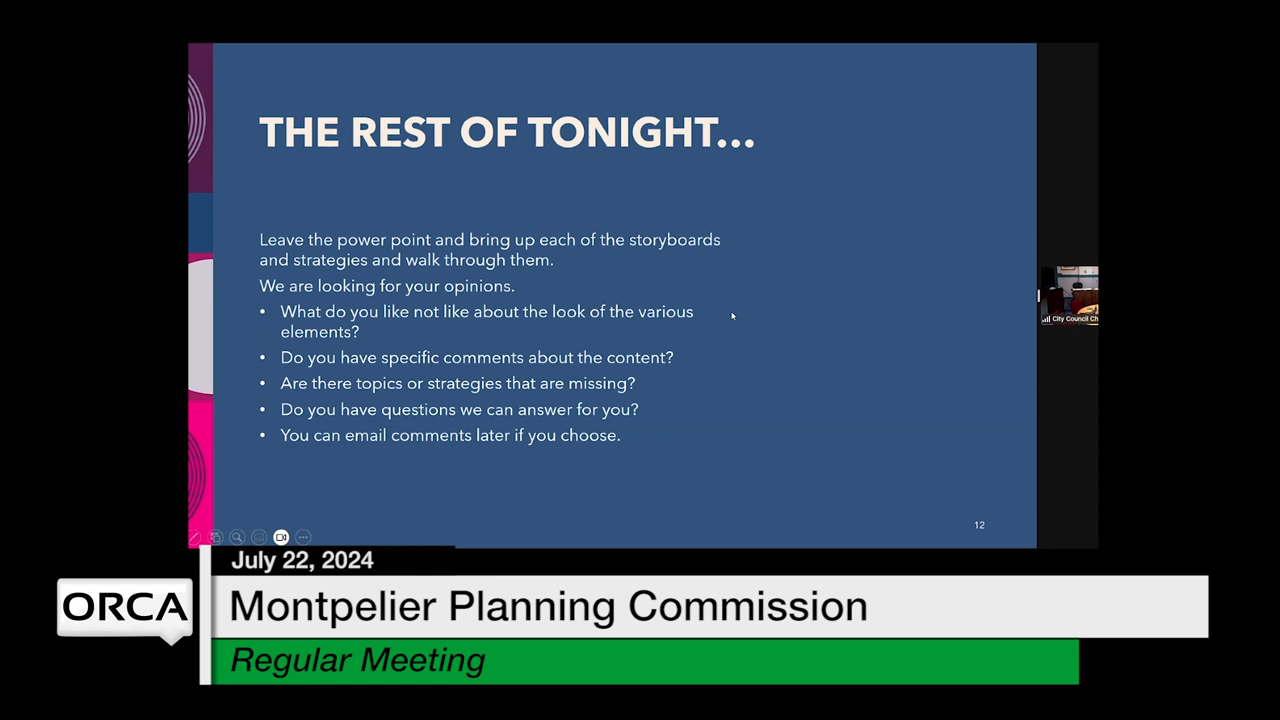 THE REST OF TONIGHT...
Leave the power point and bring up each of the storyboards
and strategies and walk through them.
We are looking for your opinions.
• What do you like not like about the look of the various
elements?
• Do you have specific comments about the content?
• Are there topics or strategies that are missing?
• Do you have questions we can answer for you?
• You can email comments later if you choose.
12
City Council Ch
July 22, 2024
ORCA
Montpelier Planning Commission
Regular Meeting